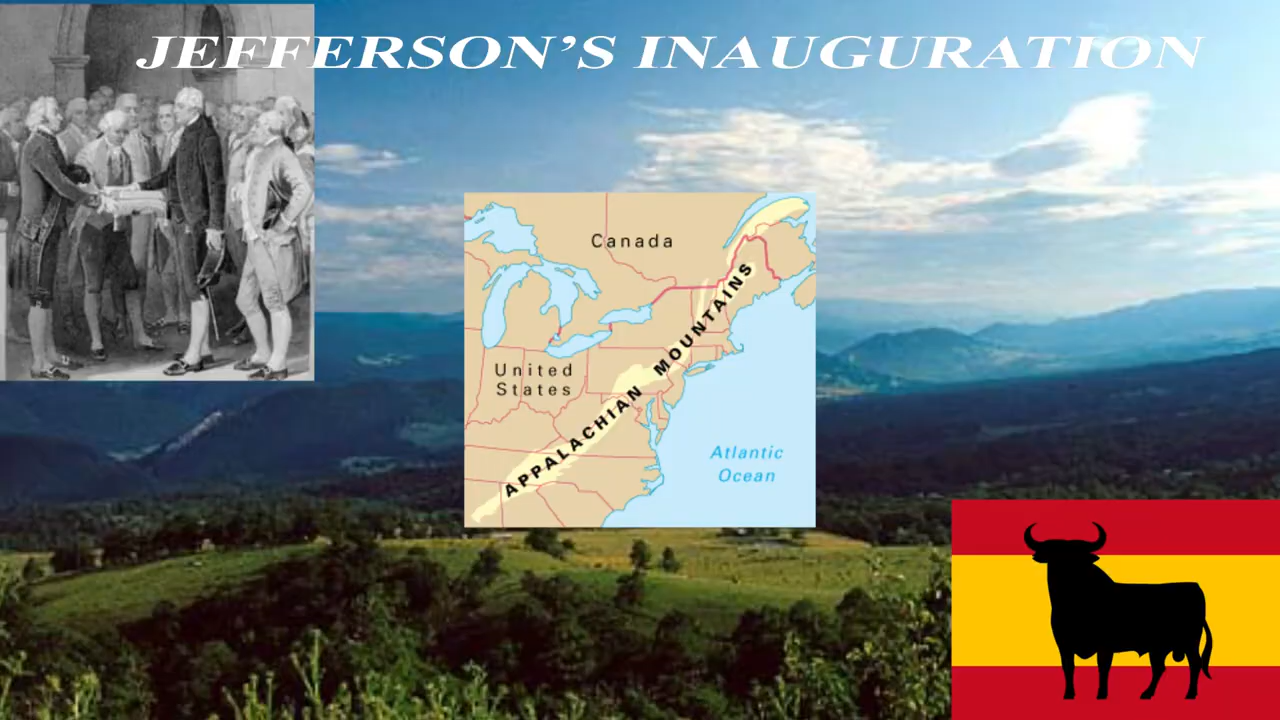 JEFFERSON’S INAUGURATION
Canada
United
States
APPALACHIAN MOUNTAINS
Atlantic
Ocean